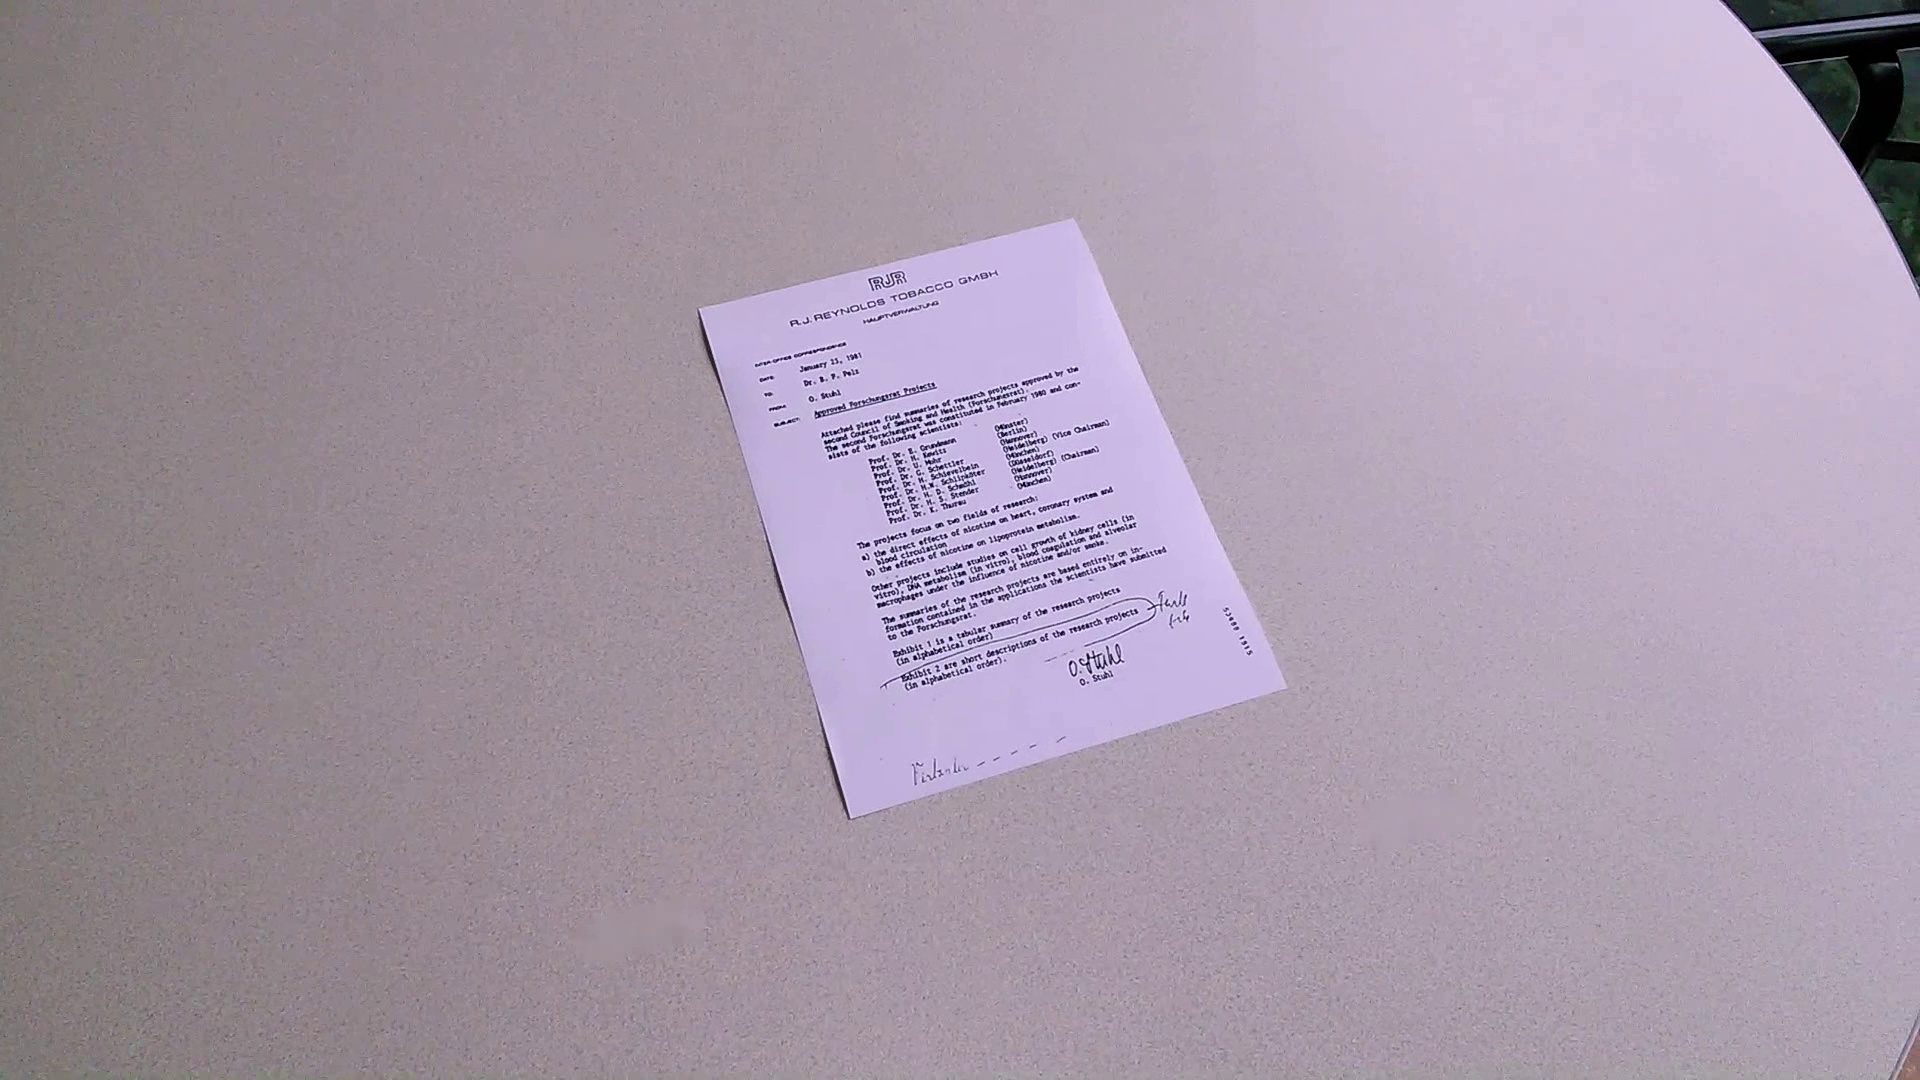 RJR
R.J. REYNOLDS TOBACCO GMBH
HAUPTVERWALTUNG
INTER-OFFICE CORRESPONDENCE
DATE: January 23, 1981
TO: Dr. B. P. Pelz
FROM: O. Stuhl
SUBJECT: Approved Forschungsrat Projects
Attached please find summaries of research projects approved by the
second Council of Smoking and Health (Forschungsrat).
The second Forschungsrat was constituted in February 1980 and con-
sists of the following scientists:
Prof. Dr. E. Grundmann (Münster)
Prof. Dr. H. Kewitz (Berlin)
Prof. Dr. U. Mohr (Hannover)
Prof. Dr. G. Schettler (Heidelberg) (Vice Chairman)
Prof. Dr. H. Schievelbein (München)
Prof. Dr. H.W. Schlipköter (Düsseldorf)
Prof. Dr. H. D. Schmähl (Heidelberg) (Chairman)
Prof. Dr. H. S. Stender (Hannover)
Prof. Dr. K. Thurau (München)
The projects focus on two fields of research:
a) the direct effects of nicotine on heart, coronary system and
blood circulation
b) the effects of nicotine on lipoprotein metabolism.
Other projects include studies on cell growth of kidney cells (in
vitro), DNA metabolism (in vitro), blood coagulation and alveolar
macrophages under the influence of nicotine and/or smoke.
The summaries of the research projects are based entirely on in-
formation contained in the applications the scientists have submitted
to the Forschungsrat.
Exhibit 1 is a tabular summary of the research projects
(in alphabetical order)
Exhibit 2 are short descriptions of the research projects
(in alphabetical order).
O. Stuhl
O. Stuhl
52400 1915